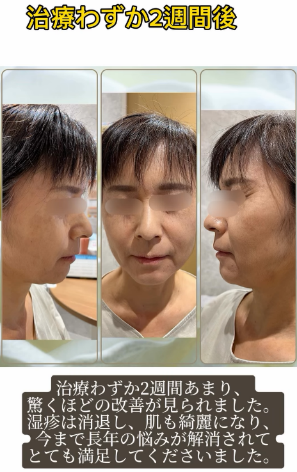 治療わずか2週間後
治療わずか2週間あまり、
驚くほどの改善が見られました。
湿疹は消退し、肌も綺麗になり、
今まで長年の悩みが解消されて
とても満足してくださいました。